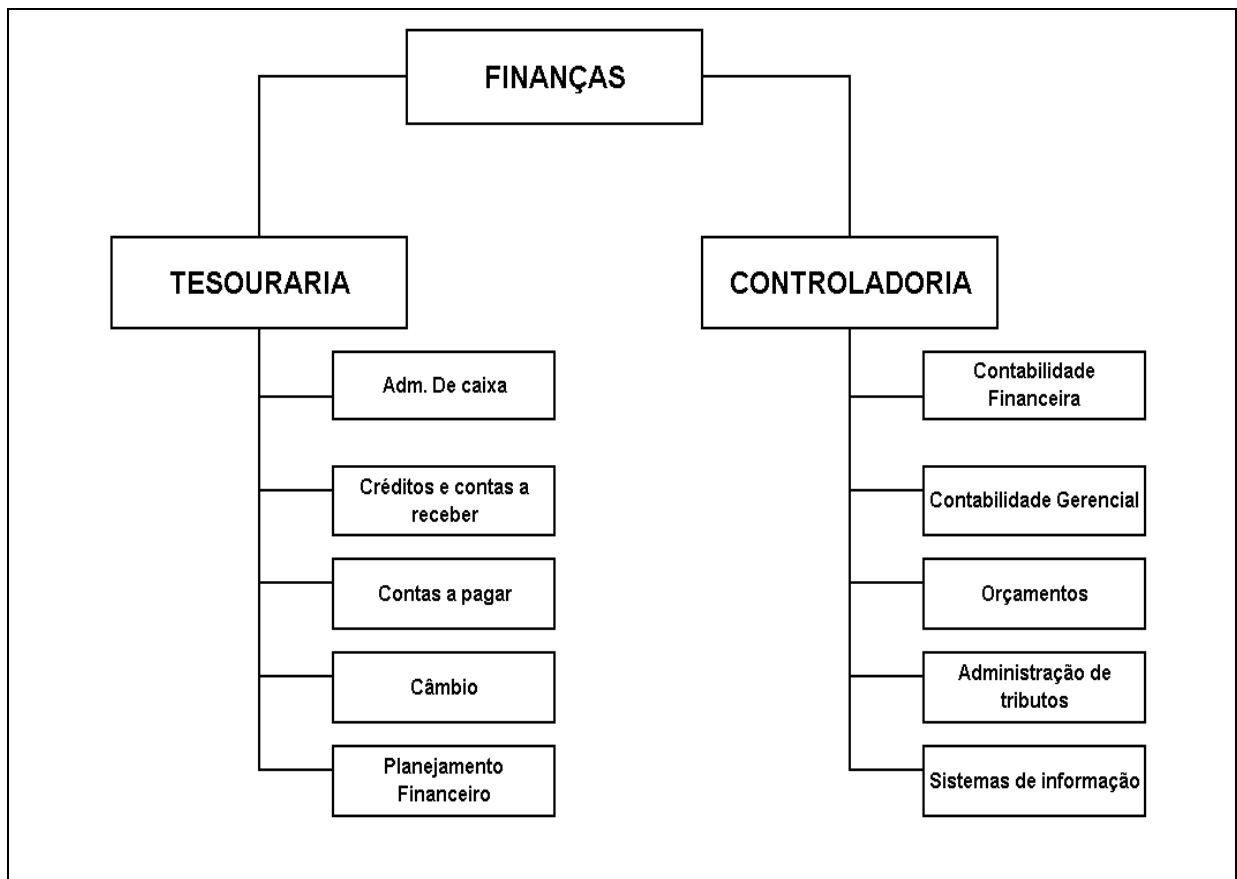 FINANÇAS
TESOURARIA
Adm. De caixa
Créditos e contas a
receber
Contas a pagar
Câmbio
Planejamento
Financeiro
CONTROLADORIA
Contabilidade
Financeira
Contabilidade Gerencial
Orçamentos
Administração de
tributos
Sistemas de informação